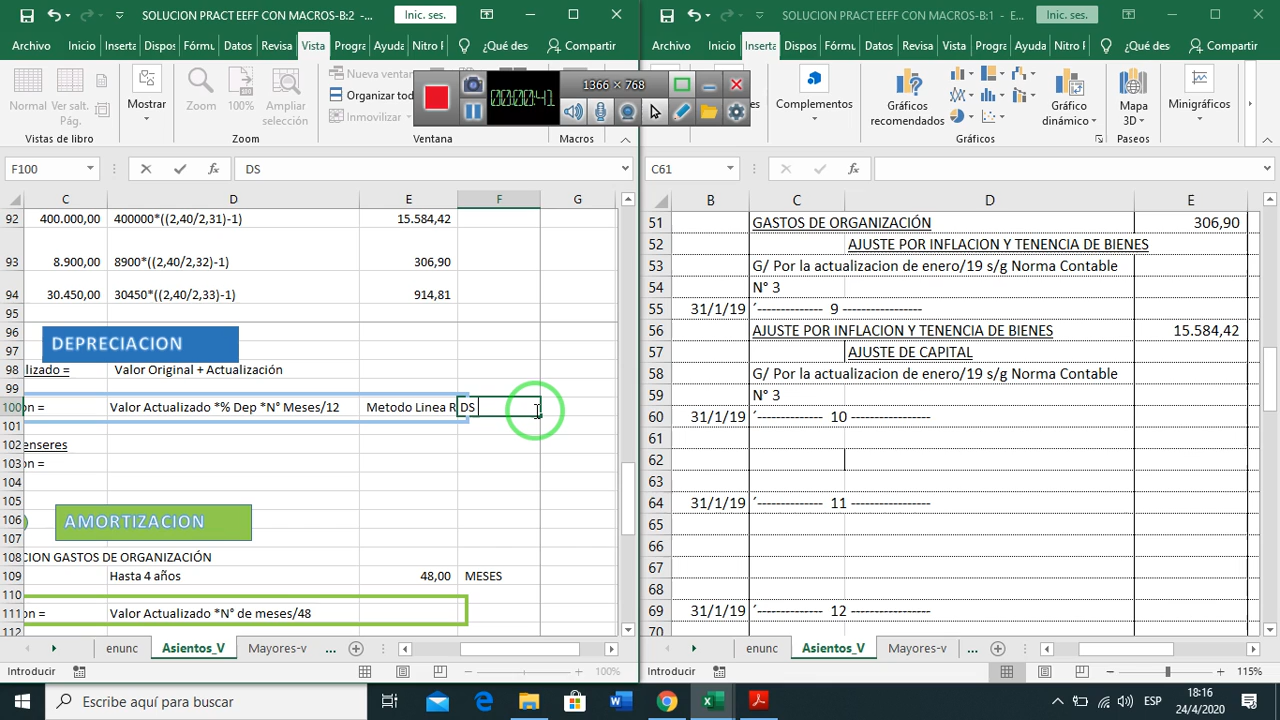 SOLUCION PRACT EEFF CON MACROS-B:2 -...
Inic. ses.
Archivo Inicio Inserta Dispos Fórmu Datos Revisa Vista Progra Ayuda Nitro P ¿Qué des Compartir
Normal
Ver salt. Pág.
Vistas de libro
Mostrar
Zoom
100%
Ampliar selección
Zoom
Nueva ventana
Organizar tod
Inmovilizar
Ventana
Macros
1366 x 768
00:00:41
F100
DS
C D E F G
92 400.000,00 400000*((2,40/2,31)-1) 15.584,42
93 8.900,00 8900*((2,40/2,32)-1) 306,90
94 30.450,00 30450*((2,40/2,33)-1) 914,81
95
96
DEPRECIACION
97
98 lizado = Valor Original + Actualización
99
100 on = Valor Actualizado *% Dep *N° Meses/12 Metodo Linea R DS
101
102 enseres
103 on =
104
105
106 ) AMORTIZACION
107
108 CION GASTOS DE ORGANIZACIÓN
109 Hasta 4 años 48,00 MESES
110
111 on = Valor Actualizado *N° de meses/48
112
enunc Asientos_V Mayores-v ...
Introducir 100%
SOLUCION PRACT EEFF CON MACROS-B:1 - E...
Inic. ses.
Archivo Inicio Inserta Dispos Fórmu Datos Revisa Vista Progra Ayuda Nitro P ¿Qué des Compartir
Complementos
Gráficos recomendados
Gráfico dinámico
Gráficos
Mapa 3D
Paseos
Minigráficos
C61
B C D E
51 GASTOS DE ORGANIZACIÓN 306,90
52 AJUSTE POR INFLACION Y TENENCIA DE BIENES
53 G/ Por la actualizacion de enero/19 s/g Norma Contable
54 N° 3
55 31/1/19 ´-------------- 9 -----------------
56 AJUSTE POR INFLACION Y TENENCIA DE BIENES 15.584,42
57 AJUSTE DE CAPITAL
58 G/ Por la actualizacion de enero/19 s/g Norma Contable
59 N° 3
60 31/1/19 ´-------------- 10 -----------------
61
62
63
64 31/1/19 ´-------------- 11 -----------------
65
66
67
68
69 31/1/19 ´-------------- 12 -----------------
70
enunc Asientos_V Mayores-v ...
Introducir 115%
Escribe aquí para buscar
ESP
18:16
24/4/2020